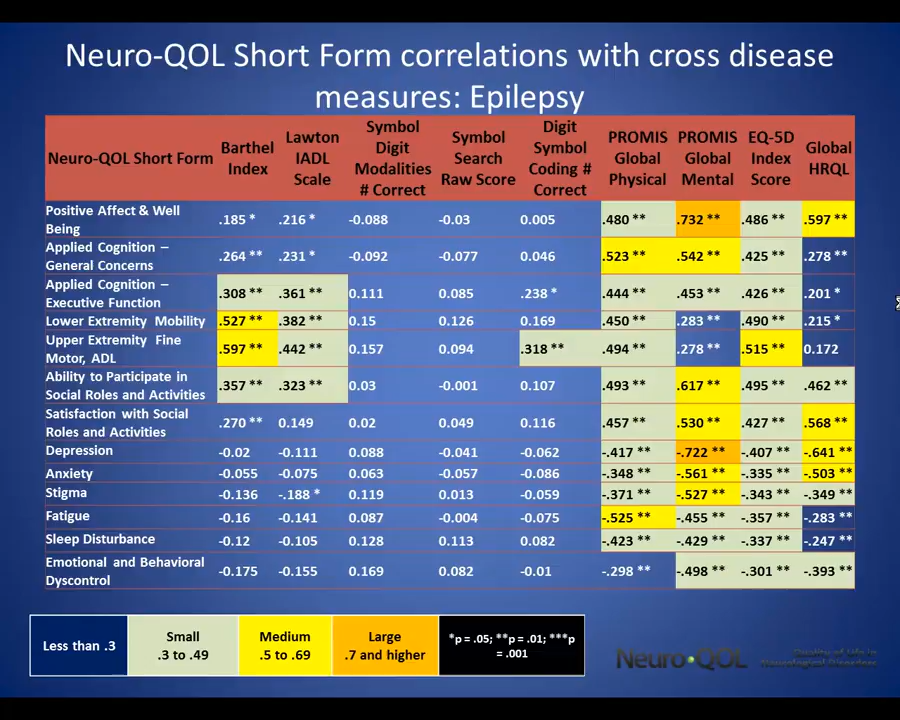 Neuro-QOL Short Form correlations with cross disease
measures: Epilepsy
Neuro-QOL Short Form | Barthel Index | Lawton IADL Scale | Symbol Digit Modalities # Correct | Symbol Search Raw Score | Digit Symbol Coding # Correct | PROMIS Global Physical | PROMIS Global Mental | EQ-5D Index Score | Global HRQL
Positive Affect & Well Being | .185 * | .216 * | -0.088 | -0.03 | 0.005 | .480 ** | .732 ** | .486 ** | .597 **
Applied Cognition – General Concerns | .264 ** | .231 * | -0.092 | -0.077 | 0.046 | .523 ** | .542 ** | .425 ** | .278 **
Applied Cognition – Executive Function | .308 ** | .361 ** | 0.111 | 0.085 | .238 * | .444 ** | .453 ** | .426 ** | .201 *
Lower Extremity Mobility | .527 ** | .382 ** | 0.15 | 0.126 | 0.169 | .450 ** | .283 ** | .490 ** | .215 *
Upper Extremity Fine Motor, ADL | .597 ** | .442 ** | 0.157 | 0.094 | .318 ** | .494 ** | .278 ** | .515 ** | 0.172
Ability to Participate in Social Roles and Activities | .357 ** | .323 ** | 0.03 | -0.001 | 0.107 | .493 ** | .617 ** | .495 ** | .462 **
Satisfaction with Social Roles and Activities | .270 ** | 0.149 | 0.02 | 0.049 | 0.116 | .457 ** | .530 ** | .427 ** | .568 **
Depression | -0.02 | -0.111 | 0.088 | -0.041 | -0.062 | -.417 ** | -.722 ** | -.407 ** | -.641 **
Anxiety | -0.055 | -0.075 | 0.063 | -0.057 | -0.086 | -.348 ** | -.561 ** | -.335 ** | -.503 **
Stigma | -0.136 | -.188 * | 0.119 | 0.013 | -0.059 | -.371 ** | -.527 ** | -.343 ** | -.349 **
Fatigue | -0.16 | -0.141 | 0.087 | -0.004 | -0.075 | -.525 ** | -.455 ** | -.357 ** | -.283 **
Sleep Disturbance | -0.12 | -0.105 | 0.128 | 0.113 | 0.082 | -.423 ** | -.429 ** | -.337 ** | -.247 **
Emotional and Behavioral Dyscontrol | -0.175 | -0.155 | 0.169 | 0.082 | -0.01 | -.298 ** | -.498 ** | -.301 ** | -.393 **
Less than .3
Small
.3 to .49
Medium
.5 to .69
Large
.7 and higher
*p = .05; **p = .01; ***p
= .001
Neuro•QOL
Quality of Life in
Neurological Disorders